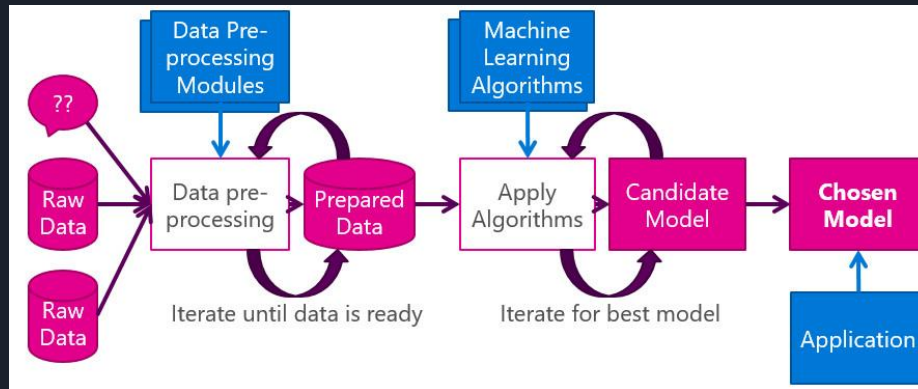 Data Pre-
processing
Modules
Machine
Learning
Algorithms
??
Raw
Data
Raw
Data
Data pre-
processing
Prepared
Data
Apply
Algorithms
Candidate
Model
Chosen
Model
Iterate until data is ready
Iterate for best model
Application